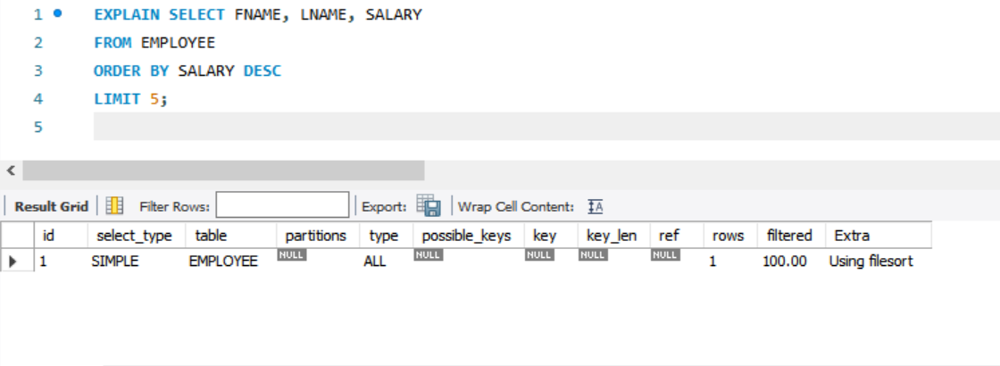 1 EXPLAIN SELECT FNAME, LNAME, SALARY
2 FROM EMPLOYEE
3 ORDER BY SALARY DESC
4 LIMIT 5;
5
Result Grid Filter Rows: Export: Wrap Cell Content: IA
id select_type table partitions type possible_keys key key_len ref rows filtered Extra
1 SIMPLE EMPLOYEE NULL ALL NULL NULL NULL NULL 1 100.00 Using filesort